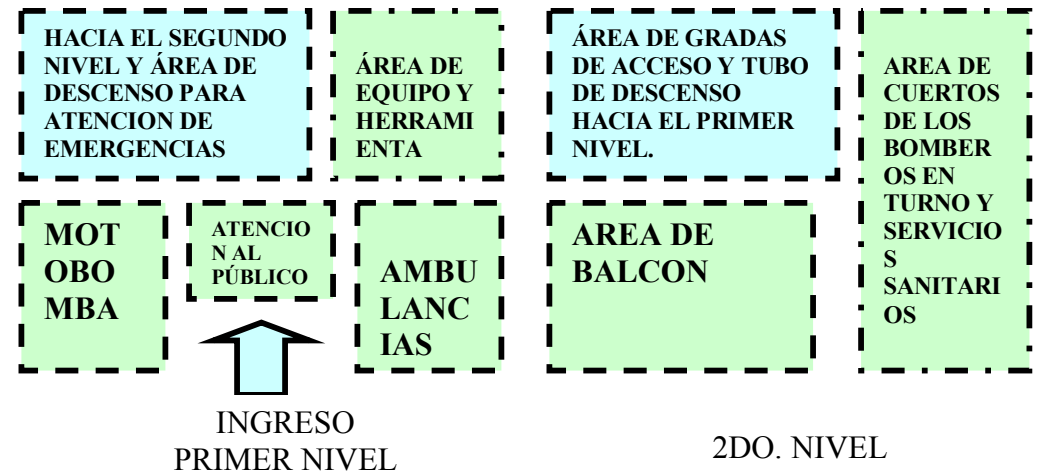 HACIA EL SEGUNDO
NIVEL Y ÁREA DE
DESCENSO PARA
ATENCION DE
EMERGENCIAS
ÁREA DE
EQUIPO Y
HERRAMI
ENTA
MOT
OBO
MBA
ATENCIO
N AL
PÚBLICO
AMBU
LANC
IAS
INGRESO
PRIMER NIVEL
ÁREA DE GRADAS
DE ACCESO Y TUBO
DE DESCENSO
HACIA EL PRIMER
NIVEL.
AREA DE
CUERTOS
DE LOS
BOMBER
OS EN
TURNO Y
SERVICIO
S
SANITARI
OS
AREA DE
BALCON
2DO. NIVEL